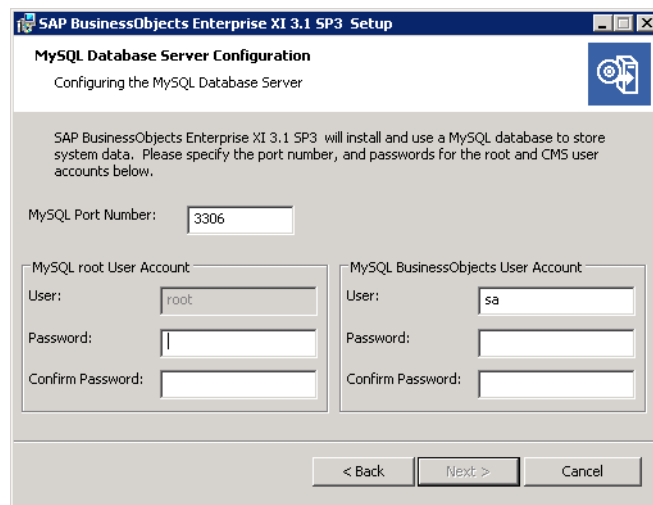 SAP BusinessObjects Enterprise XI 3.1 SP3 Setup
MySQL Database Server Configuration
Configuring the MySQL Database Server
SAP BusinessObjects Enterprise XI 3.1 SP3 will install and use a MySQL database to store
system data. Please specify the port number, and passwords for the root and CMS user
accounts below.
MySQL Port Number: 3306
MySQL root User Account
User: root
Password:
Confirm Password:
MySQL BusinessObjects User Account
User: sa
Password:
Confirm Password:
< Back Next > Cancel